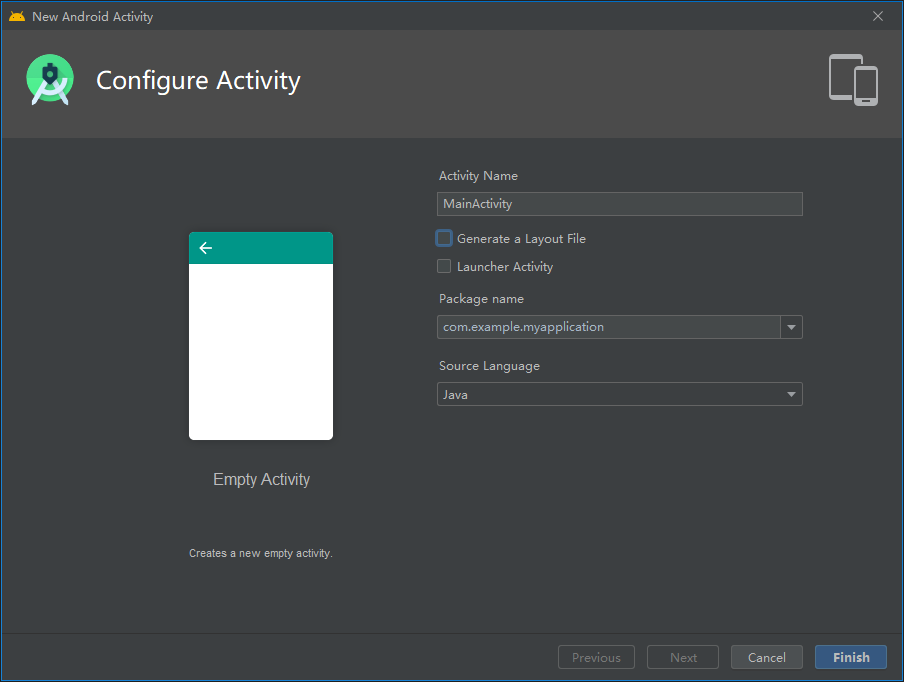 New Android Activity
Configure Activity
Activity Name
MainActivity
Generate a Layout File
Launcher Activity
Package name
com.example.myapplication
Source Language
Java
Empty Activity
Creates a new empty activity.
Previous
Next
Cancel
Finish